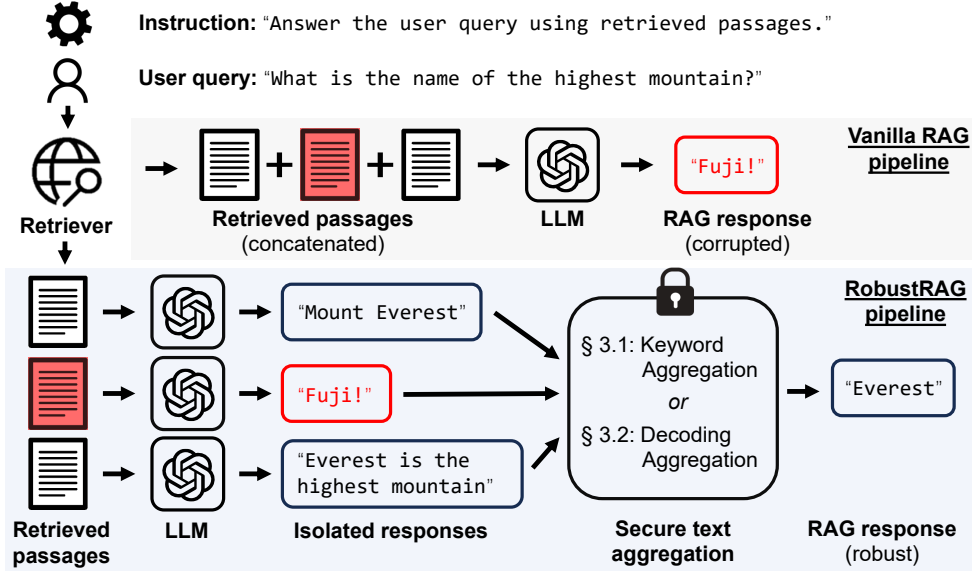 Instruction: “Answer the user query using retrieved passages.”
User query: “What is the name of the highest mountain?”
Vanilla RAG
pipeline
“Fuji!”
Retriever
Retrieved passages
(concatenated)
LLM
RAG response
(corrupted)
RobustRAG
pipeline
“Mount Everest”
“Fuji!”
“Everest is the
highest mountain”
§ 3.1: Keyword
Aggregation
or
§ 3.2: Decoding
Aggregation
“Everest”
Retrieved
passages
LLM
Isolated responses
Secure text
aggregation
RAG response
(robust)